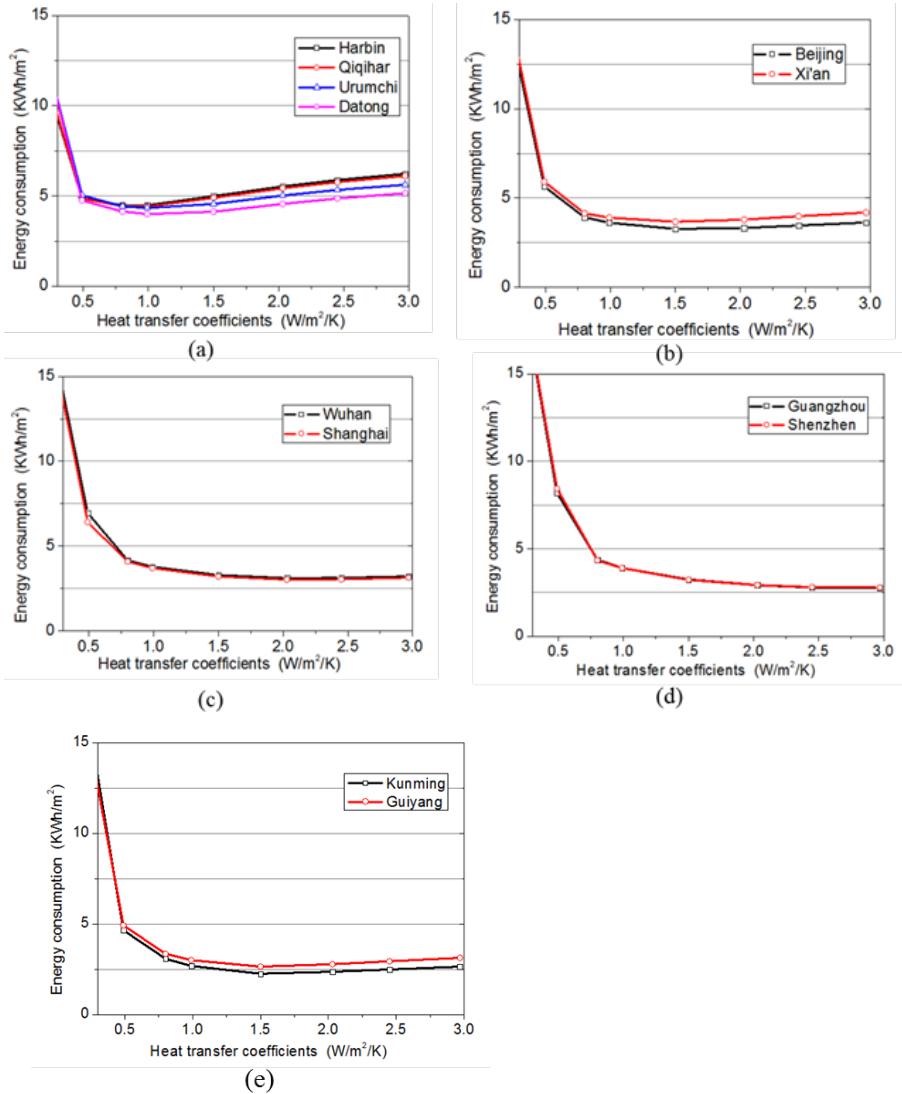 15
10
5
0
Energy consumption (KWh/m²)
Harbin
Qiqihar
Urumchi
Datong
0.5 1.0 1.5 2.0 2.5 3.0
Heat transfer coefficients (W/m²/K)
(a)
15
10
5
0
Energy consumption (KWh/m²)
Beijing
Xi'an
0.5 1.0 1.5 2.0 2.5 3.0
Heat transfer coefficients (W/m²/K)
(b)
15
10
5
0
Energy consumption (KWh/m²)
Wuhan
Shanghai
0.5 1.0 1.5 2.0 2.5 3.0
Heat transfer coefficients (W/m²/K)
(c)
15
10
5
0
Energy consumption (KWh/m²)
Guangzhou
Shenzhen
0.5 1.0 1.5 2.0 2.5 3.0
Heat transfer coefficients (W/m²/K)
(d)
15
10
5
0
Energy consumption (KWh/m²)
Kunming
Guiyang
0.5 1.0 1.5 2.0 2.5 3.0
Heat transfer coefficients (W/m²/K)
(e)